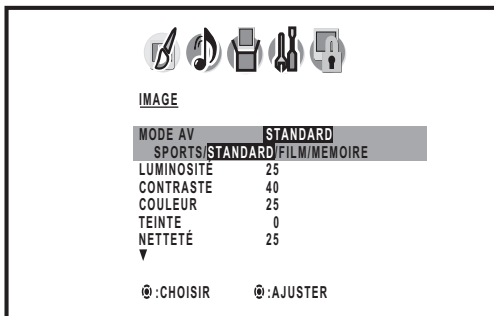 IMAGE
MODE AV STANDARD
SPORTS/STANDARD/FILM/MEMOIRE
LUMINOSITÉ 25
CONTRASTE 40
COULEUR 25
TEINTE 0
NETTETÉ 25
:CHOISIR :AJUSTER